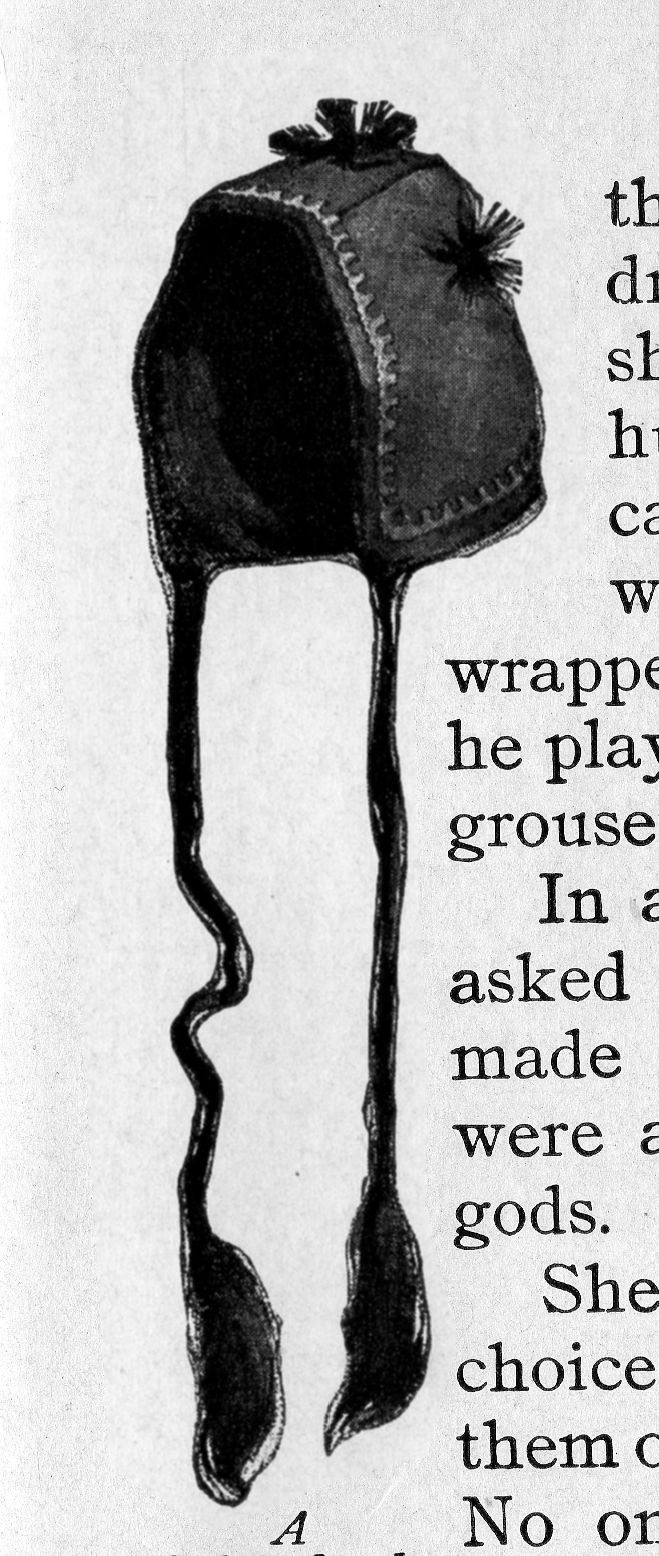 th
dr
sh
hu
ca
w
wrappe
he play
grouse
In a
asked
made
were a
gods.
She
choice
them o
A
No on